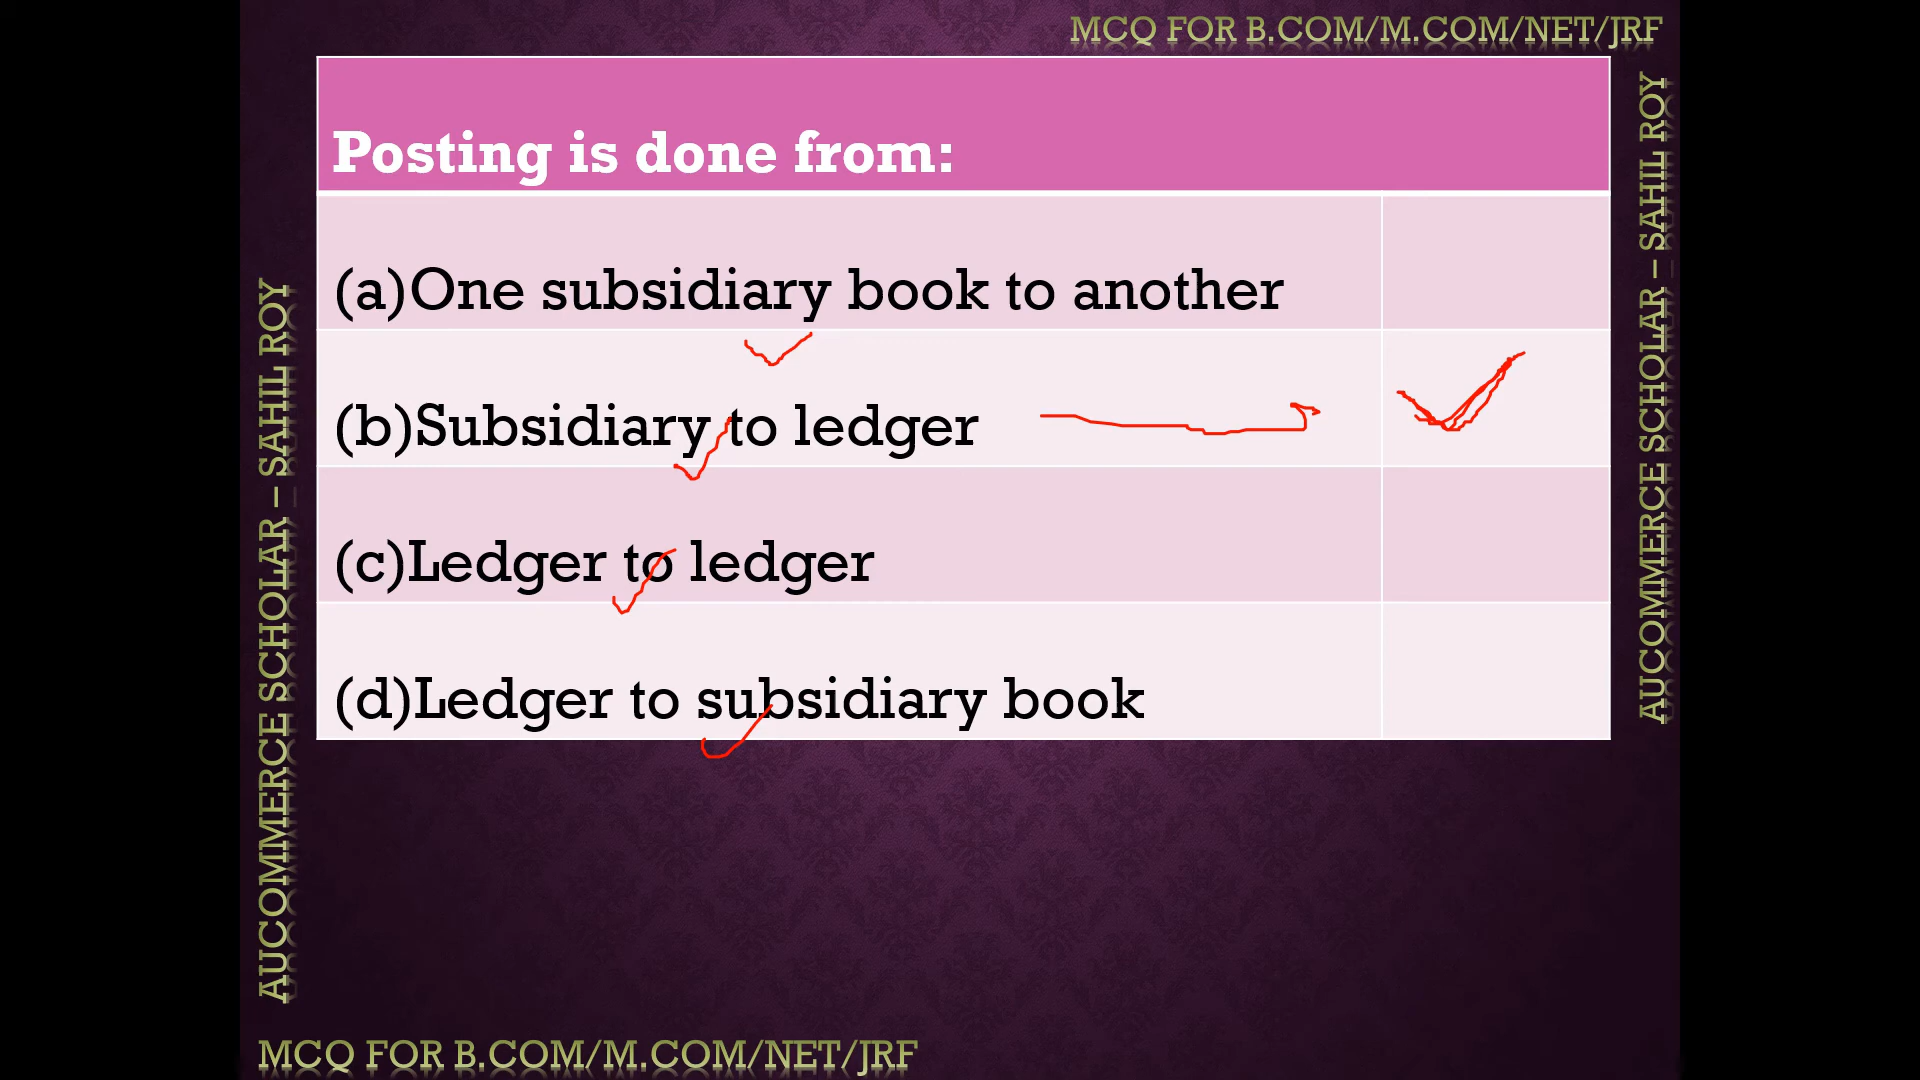 MCQ FOR B.COM/M.COM/NET/JRF
Posting is done from:
(a)One subsidiary book to another
(b)Subsidiary to ledger
(c)Ledger to ledger
(d)Ledger to subsidiary book
AUCOMMERCE SCHOLAR – SAHIL ROY
AUCOMMERCE SCHOLAR – SAHIL ROY
MCQ FOR B.COM/M.COM/NET/JRF